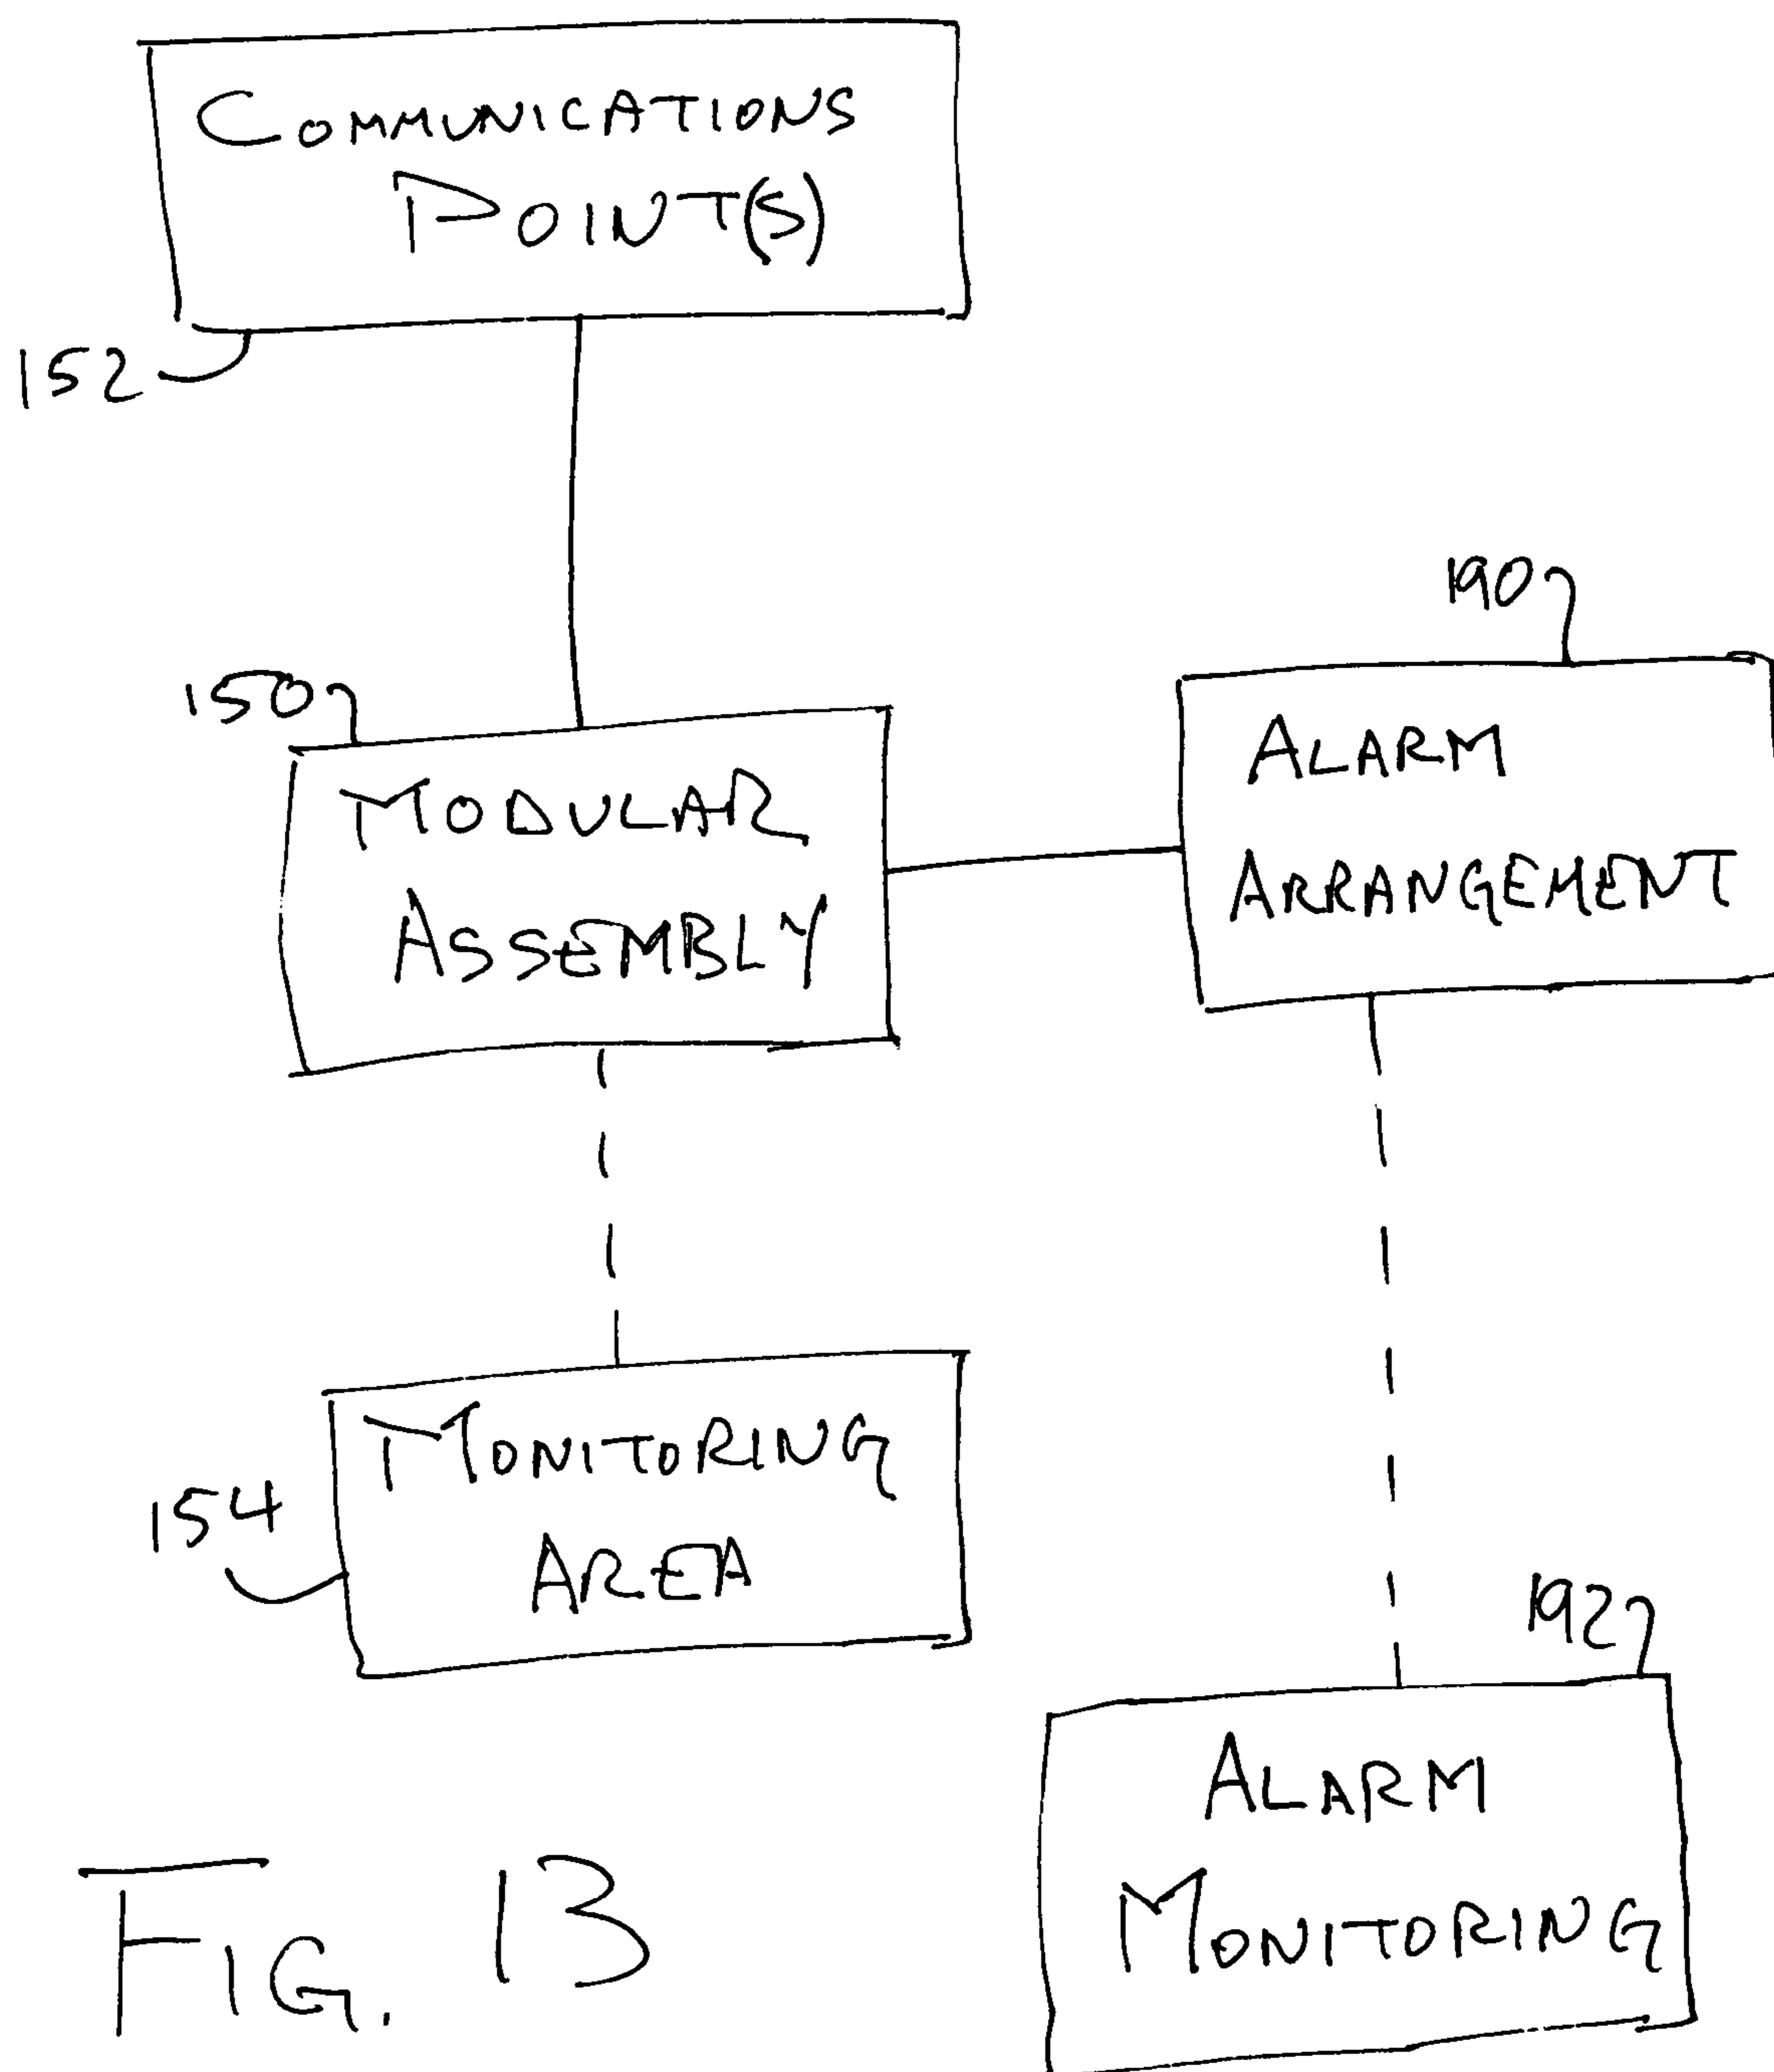 COMMUNICATIONS
POINT(S)
152
190
150
MODULAR
ASSEMBLY
ALARM
ARRANGEMENT
MONITORING
AREA
154
192
ALARM
MONITORING
FIG. 13